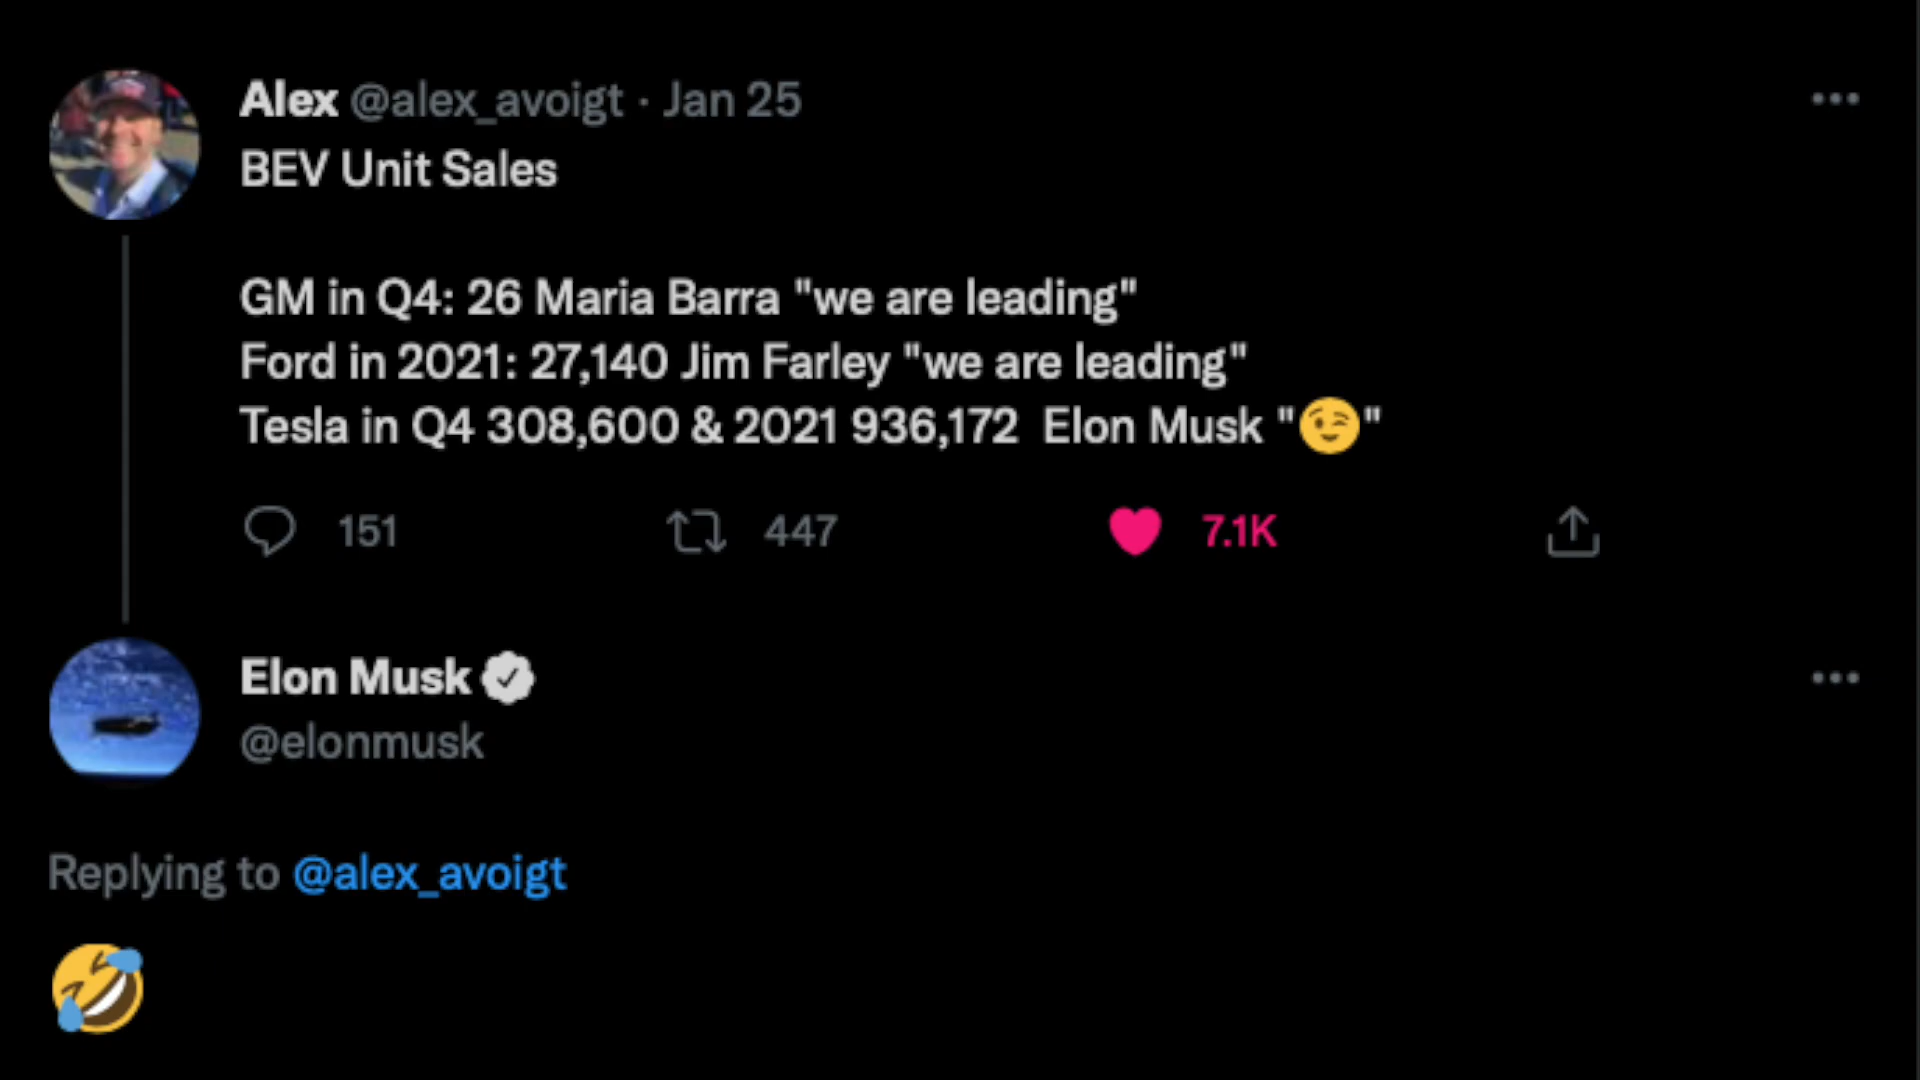 Alex @alex_avoigt · Jan 25
BEV Unit Sales
GM in Q4: 26 Maria Barra "we are leading"
Ford in 2021: 27,140 Jim Farley "we are leading"
Tesla in Q4 308,600 & 2021 936,172 Elon Musk "😉"
151 447 7.1K
Elon Musk
@elonmusk
Replying to @alex_avoigt
🤣